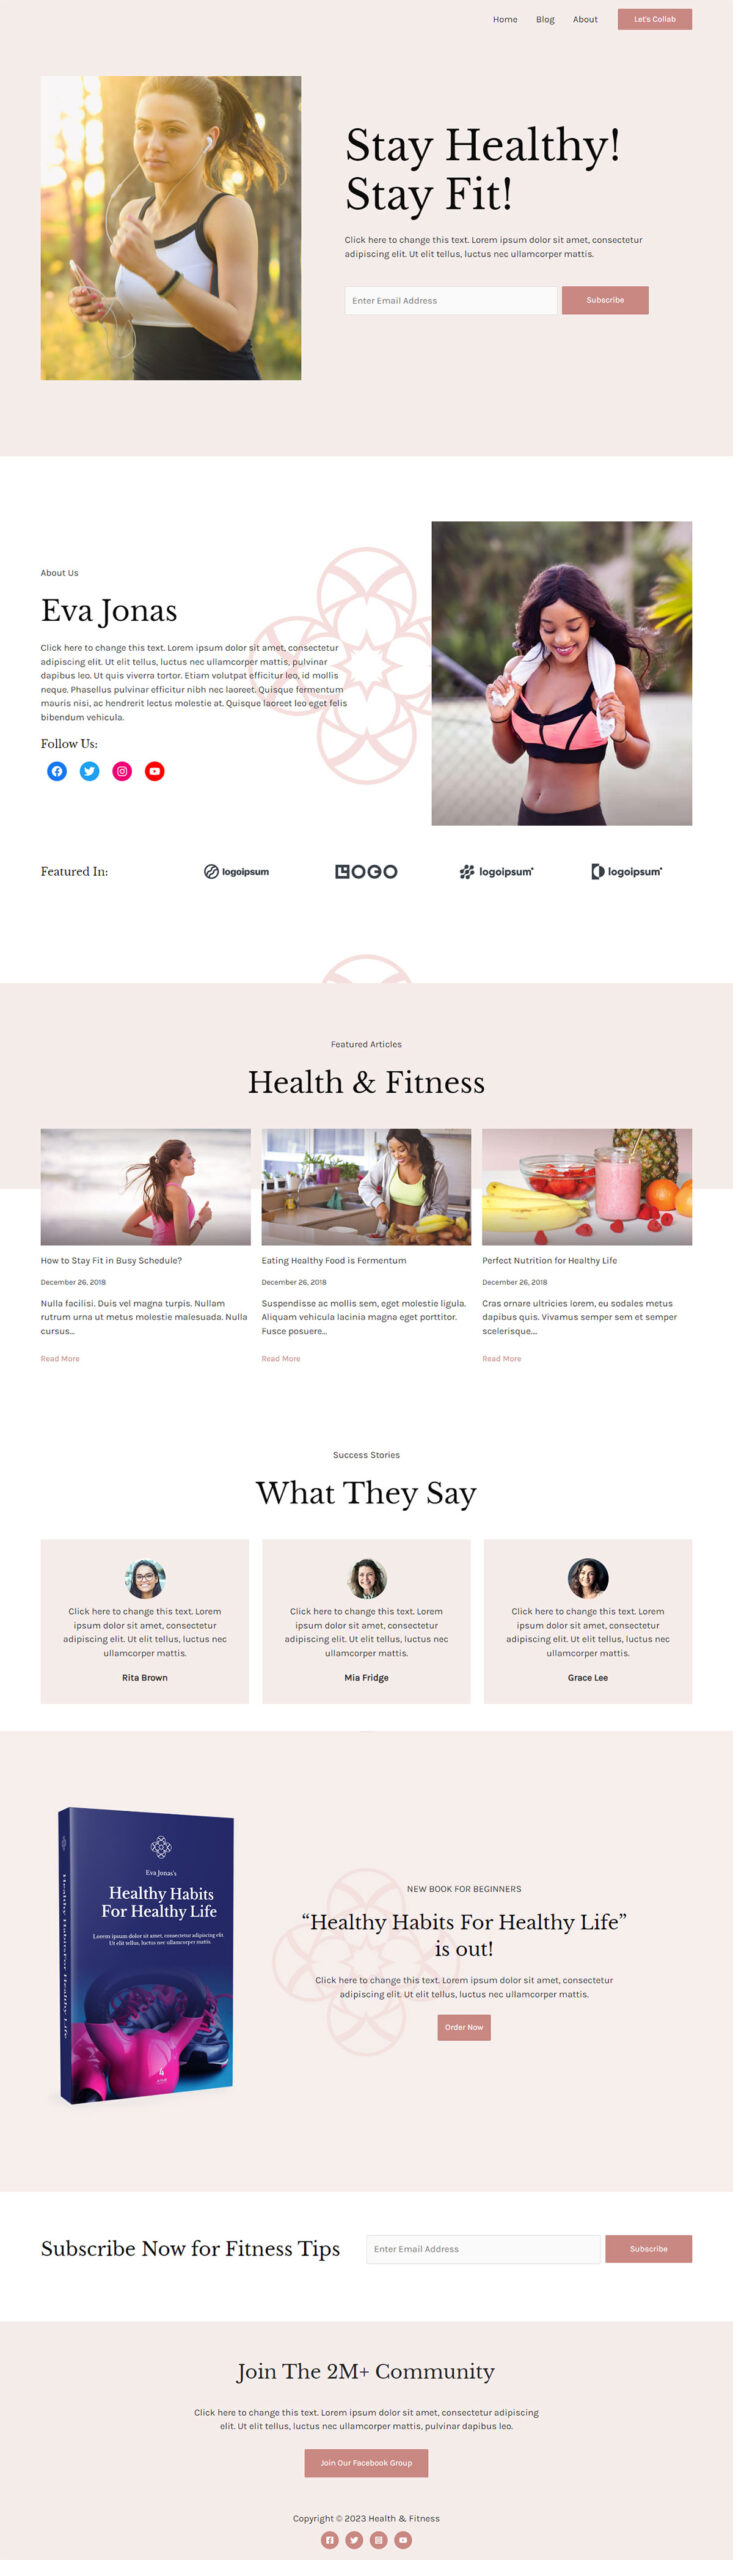 Home Blog About Let's Collab
Stay Healthy!
Stay Fit!
Click here to change this text. Lorem ipsum dolor sit amet, consectetur
adipiscing elit. Ut elit tellus, luctus nec ullamcorper mattis.
Enter Email Address Subscribe
About Us
Eva Jonas
Click here to change this text. Lorem ipsum dolor sit amet, consectetur
adipiscing elit. Ut elit tellus, luctus nec ullamcorper mattis, pulvinar
dapibus leo. Ut quis viverra tortor. Etiam volutpat efficitur leo, id mollis
neque. Phasellus pulvinar efficitur nibh nec laoreet. Quisque fermentum
mauris nisi, ac hendrerit lectus molestie at. Quisque laoreet leo eget felis
bibendum vehicula.
Follow Us:
Featured In: logoipsum LOGO logoipsum logoipsum
Featured Articles
Health & Fitness
How to Stay Fit in Busy Schedule?
December 26, 2018
Nulla facilisi. Duis vel magna turpis. Nullam
rutrum urna ut metus molestie malesuada. Nulla
cursus...
Read More
Eating Healthy Food is Fermentum
December 26, 2018
Suspendisse ac mollis sem, eget molestie ligula.
Aliquam vehicula lacinia magna eget porttitor.
Fusce posuere...
Read More
Perfect Nutrition for Healthy Life
December 26, 2018
Cras ornare ultricies lorem, eu sodales metus
dapibus quis. Vivamus semper sem et semper
scelerisque...
Read More
Success Stories
What They Say
Click here to change this text. Lorem
ipsum dolor sit amet, consectetur
adipiscing elit. Ut elit tellus, luctus nec
ullamcorper mattis.
Rita Brown
Click here to change this text. Lorem
ipsum dolor sit amet, consectetur
adipiscing elit. Ut elit tellus, luctus nec
ullamcorper mattis.
Mia Fridge
Click here to change this text. Lorem
ipsum dolor sit amet, consectetur
adipiscing elit. Ut elit tellus, luctus nec
ullamcorper mattis.
Grace Lee
Eva Jonas's
Healthy Habits
For Healthy Life
Lorem ipsum dolor sit amet, consectetur adipiscing elit.
Ut elit tellus, luctus nec ullamcorper mattis.
Healthy Habits For Healthy Life
4
NEW BOOK FOR BEGINNERS
“Healthy Habits For Healthy Life”
is out!
Click here to change this text. Lorem ipsum dolor sit amet, consectetur
adipiscing elit. Ut elit tellus, luctus nec ullamcorper mattis.
Order Now
Subscribe Now for Fitness Tips Enter Email Address Subscribe
Join The 2M+ Community
Click here to change this text. Lorem ipsum dolor sit amet, consectetur adipiscing
elit. Ut elit tellus, luctus nec ullamcorper mattis, pulvinar dapibus leo.
Join Our Facebook Group
Copyright © 2023 Health & Fitness